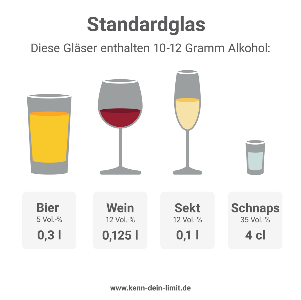 Standardglas
Diese Gläser enthalten 10-12 Gramm Alkohol:
Bier
5 Vol.-%
0,3 l
Wein
12 Vol. -%
0,125 l
Sekt
12 Vol. -%
0,1 l
Schnaps
35 Vol. -%
4 cl
www.kenn-dein-limit.de